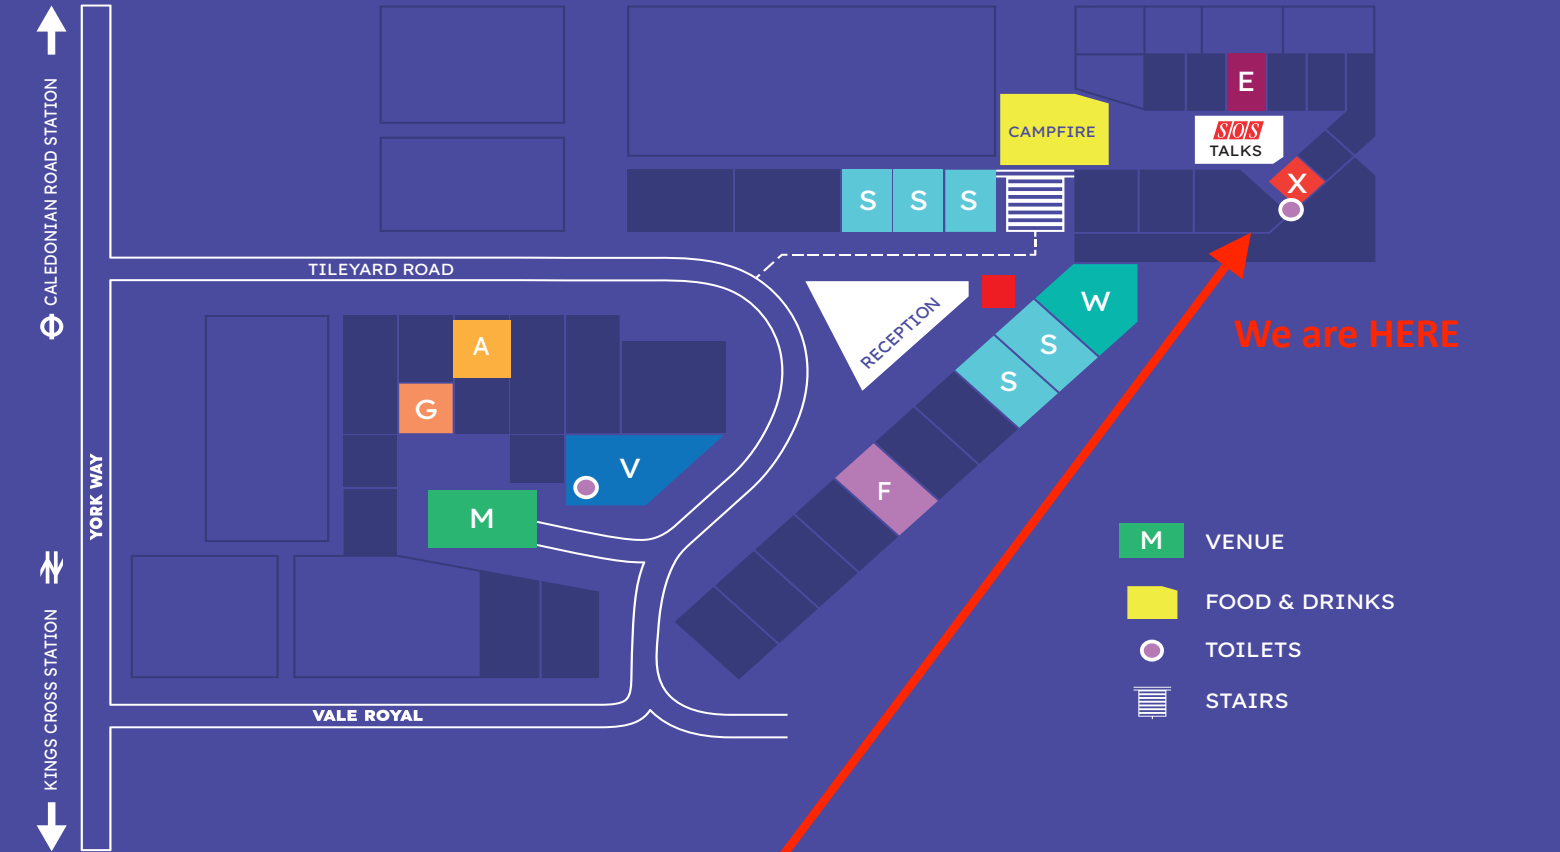 CALEDONIAN ROAD STATION
YORK WAY
KINGS CROSS STATION
TILEYARD ROAD
VALE ROYAL
CAMPFIRE
E
SOS
TALKS
X
S
S
S
RECEPTION
W
S
S
F
A
G
V
M
We are HERE
M VENUE
FOOD & DRINKS
TOILETS
STAIRS